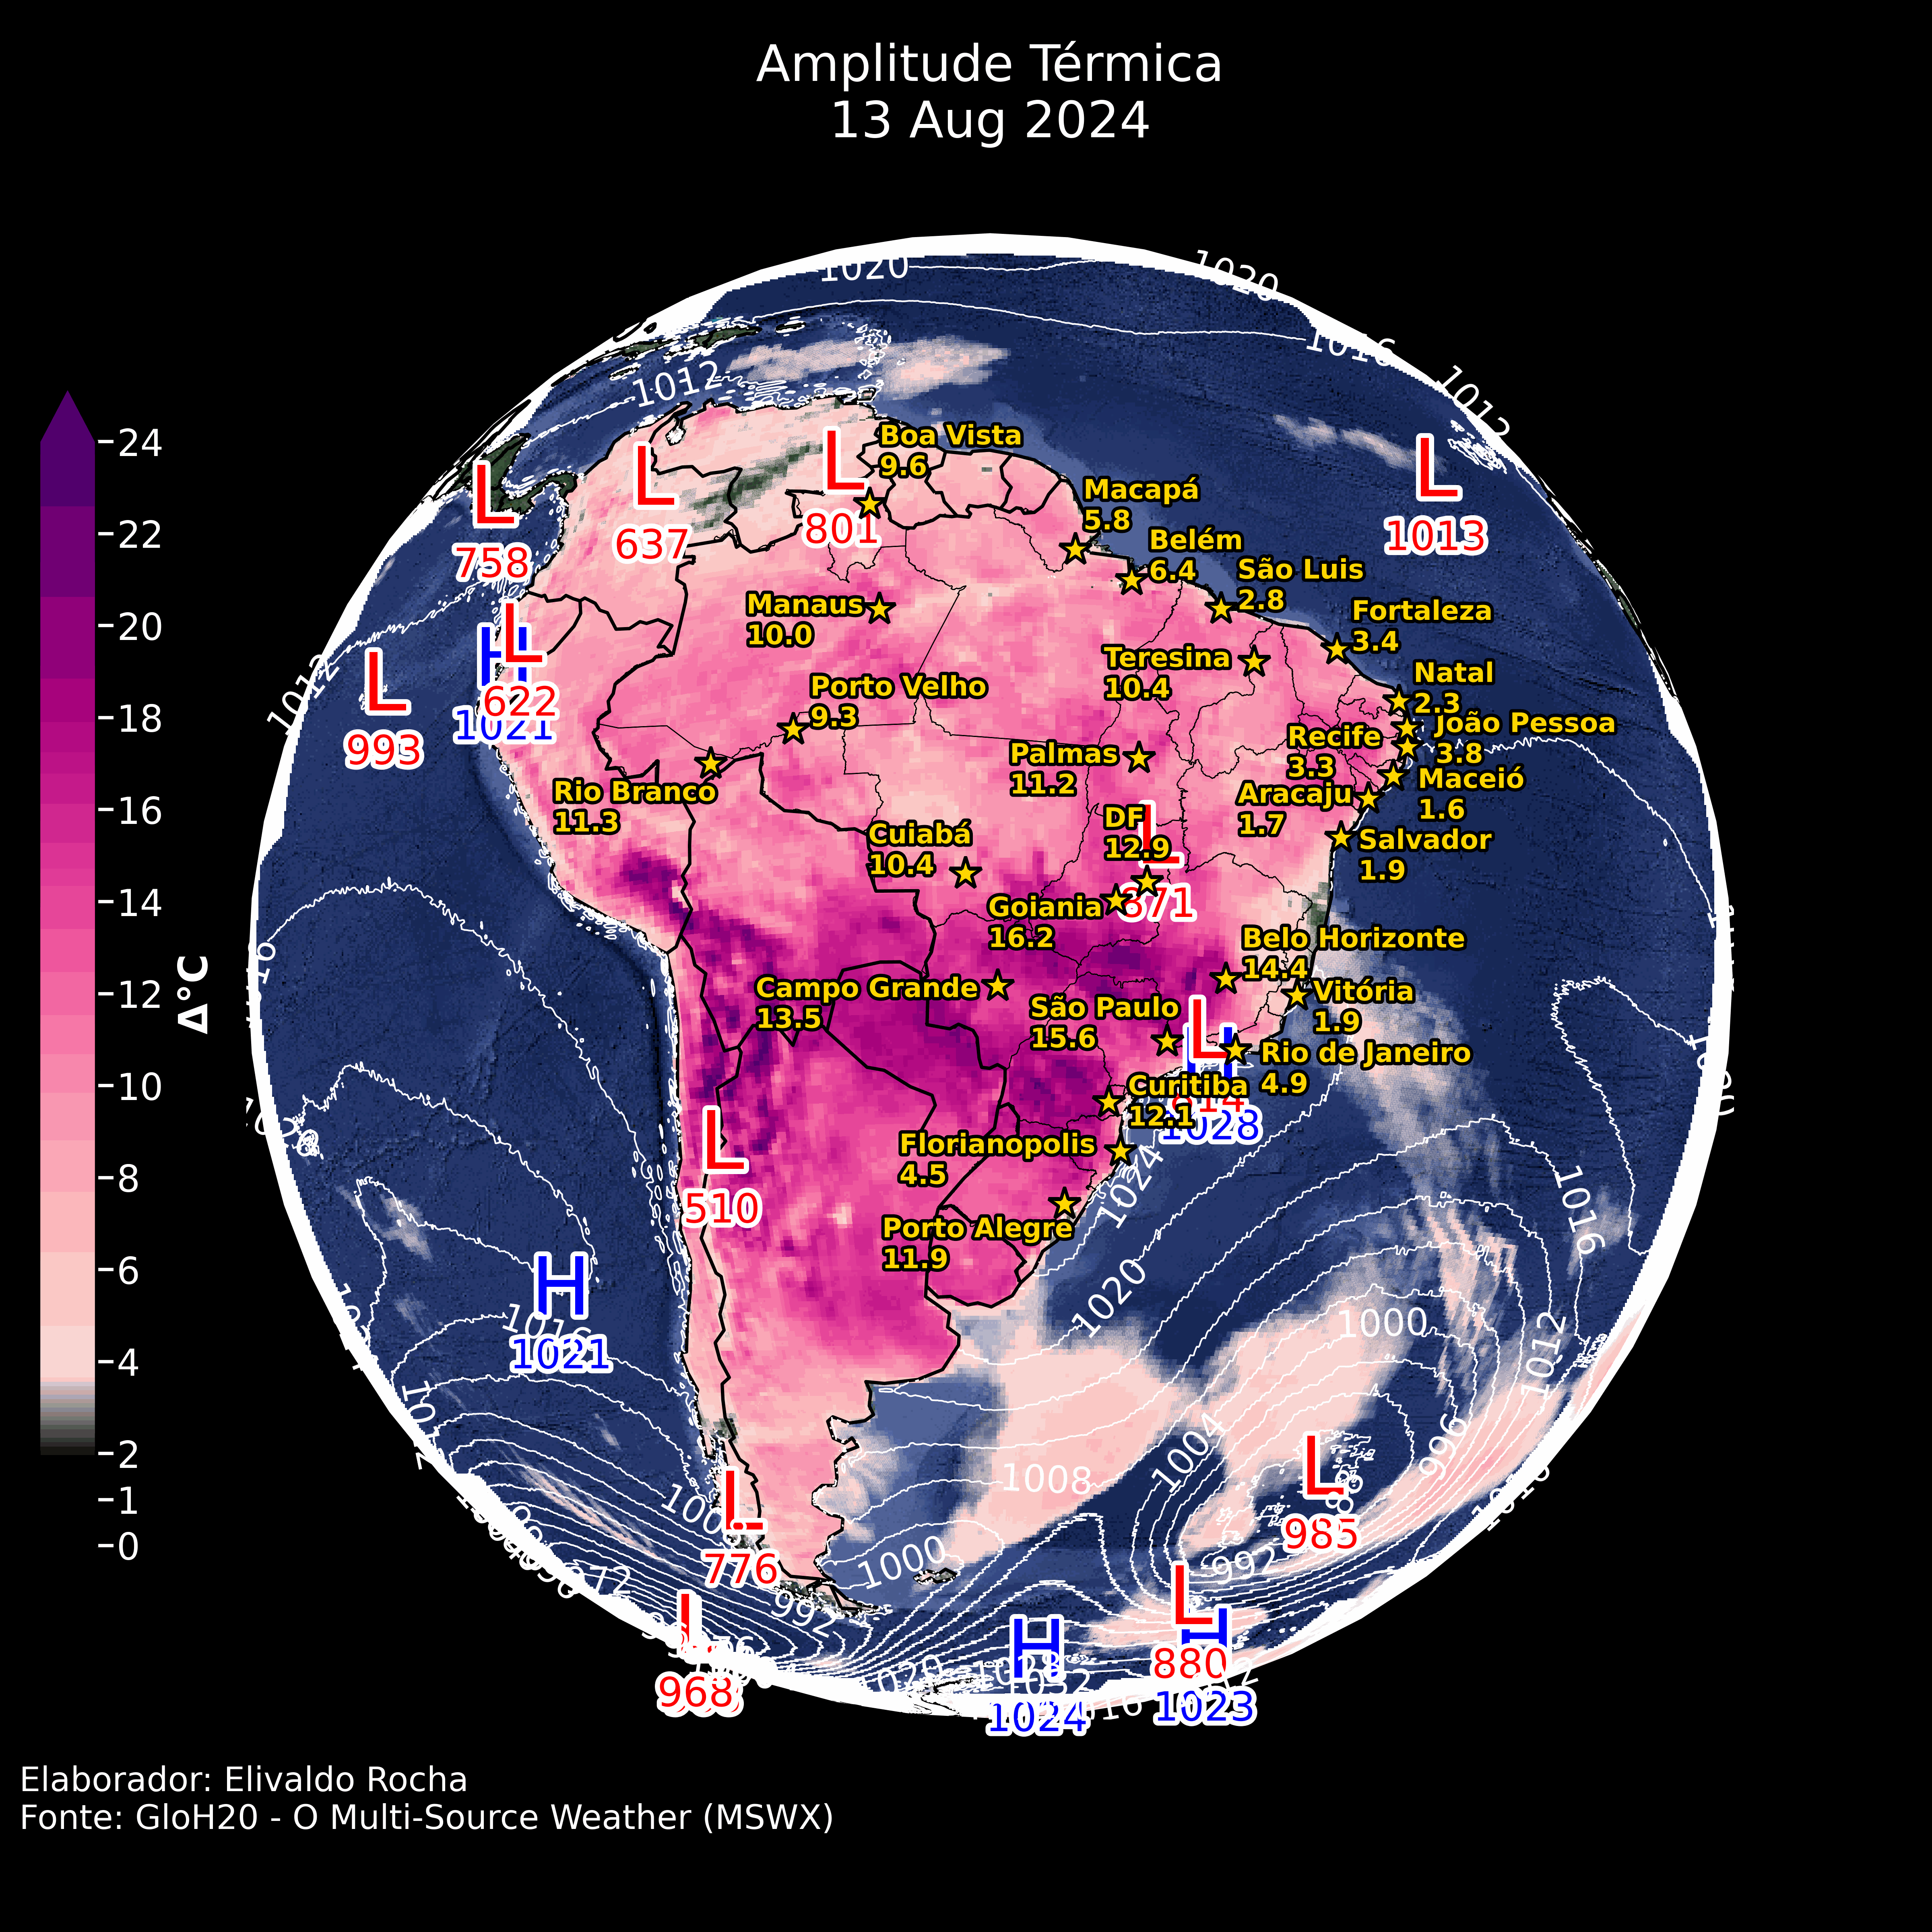 Amplitude Térmica
13 Aug 2024
24
22
20
18
16
14
12
10
8
6
4
2
1
0
Δ°C
1020
1020
1016
1012
1012
L
1013
L
758
L
637
L
801
Boa Vista
9.6
Macapá
5.8
Belém
6.4
São Luis
2.8
Fortaleza
3.4
Manaus
10.0
Teresina
10.4
Natal
2.3
João Pessoa
3.8
Recife
3.3
Maceió
1.6
Aracaju
1.7
Salvador
1.9
Porto Velho
9.3
Palmas
11.2
Rio Branco
11.3
Cuiabá
10.4
DF
12.9
L
871
Goiania
16.2
Belo Horizonte
14.4
Vitória
1.9
Campo Grande
13.5
São Paulo
15.6
Rio de Janeiro
4.9
Curitiba
12.1
L
H
1028
Florianopolis
4.5
Porto Alegre
11.9
1012
L
993
L
622
H
1021
L
510
H
1021
1024
1020
1016
1000
1012
1008
1004
996
L
985
992
1000
L
776
992
L
968
H
1024
L
880
H
1023
1020
Elaborador: Elivaldo Rocha
Fonte: GloH20 - O Multi-Source Weather (MSWX)